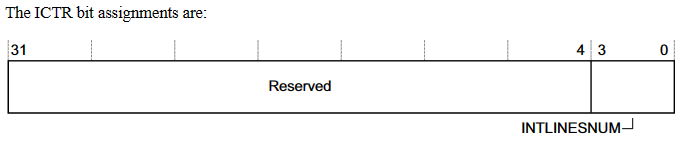 The ICTR bit assignments are:
31 4 3 0
Reserved
INTLINESNUM